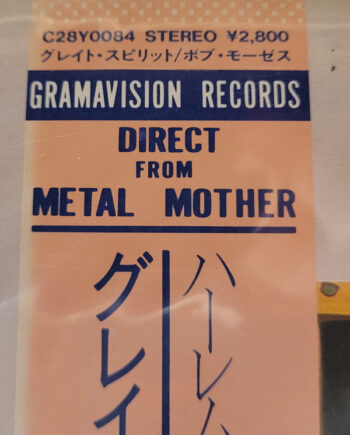 C28Y0084 STEREO ¥2,800
グレイト・スピリット/ボブ・モーゼス
GRAMAVISION RECORDS
DIRECT
FROM
METAL MOTHER
ハーレム
グレイ